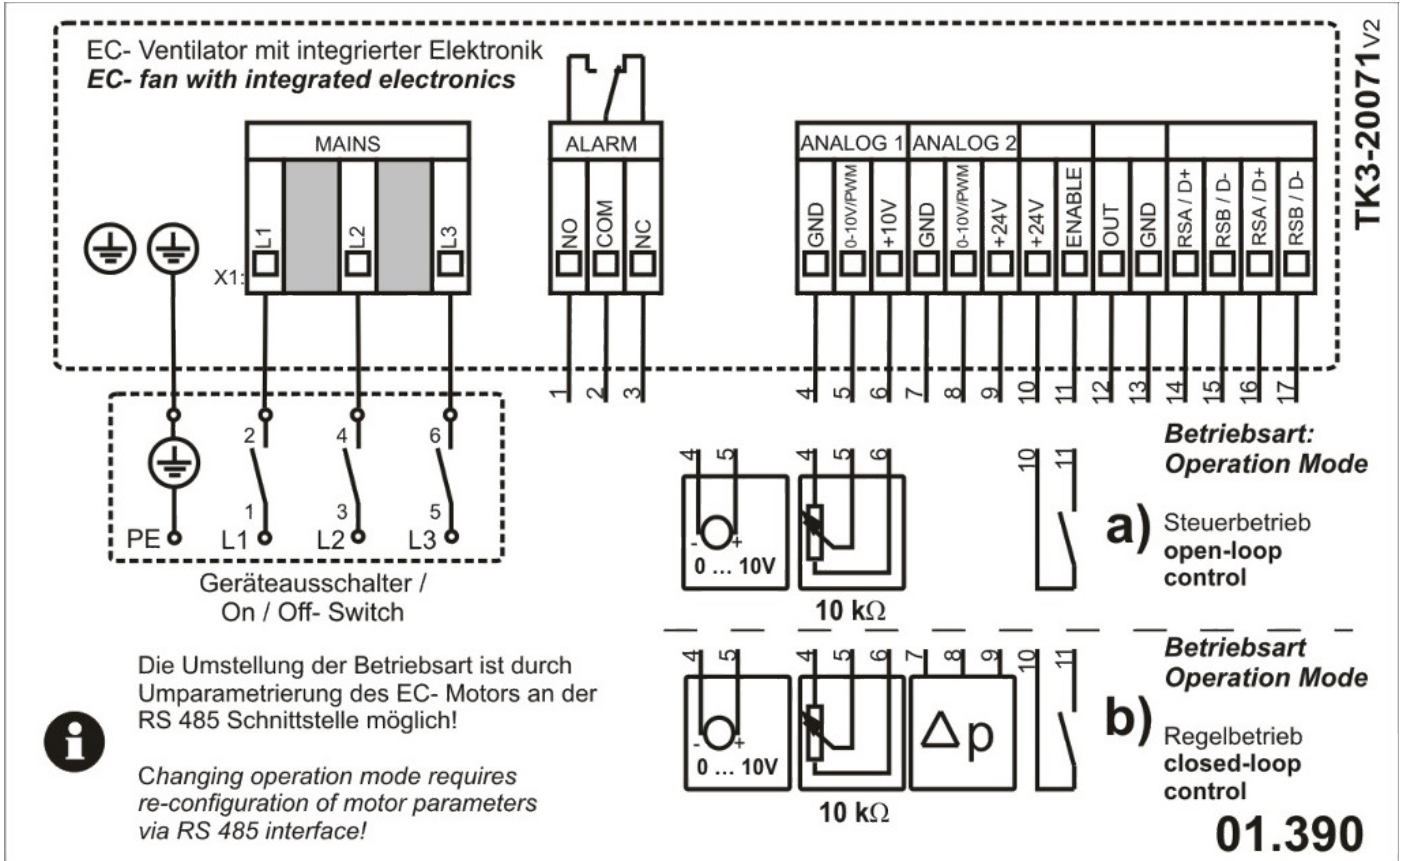 EC- Ventilator mit integrierter Elektronik
EC- fan with integrated electronics
TK3-20071 V2
MAINS
ALARM
ANALOG 1
ANALOG 2
X1:
L1
L2
L3
NO
COM
NC
GND
0-10V/PWM
+10V
GND
0-10V/PWM
+24V
+24V
ENABLE
OUT
GND
RSA / D+
RSB / D-
RSA / D+
RSB / D-
1
2
3
4
5
6
7
8
9
10
11
12
13
14
15
16
17
2
4
6
1
3
5
PE
L1
L2
L3
Geräteausschalter /
On / Off- Switch
4
5
4
5
6
10
11
- +
0 ... 10V
10 kΩ
Betriebsart:
Operation Mode
a)
Steuerbetrieb
open-loop
control
4
5
4
5
6
7
8
9
10
11
- +
0 ... 10V
10 kΩ
Δp
Betriebsart
Operation Mode
b)
Regelbetrieb
closed-loop
control
i
Die Umstellung der Betriebsart ist durch
Umparametrierung des EC- Motors an der
RS 485 Schnittstelle möglich!
Changing operation mode requires
re-configuration of motor parameters
via RS 485 interface!
01.390